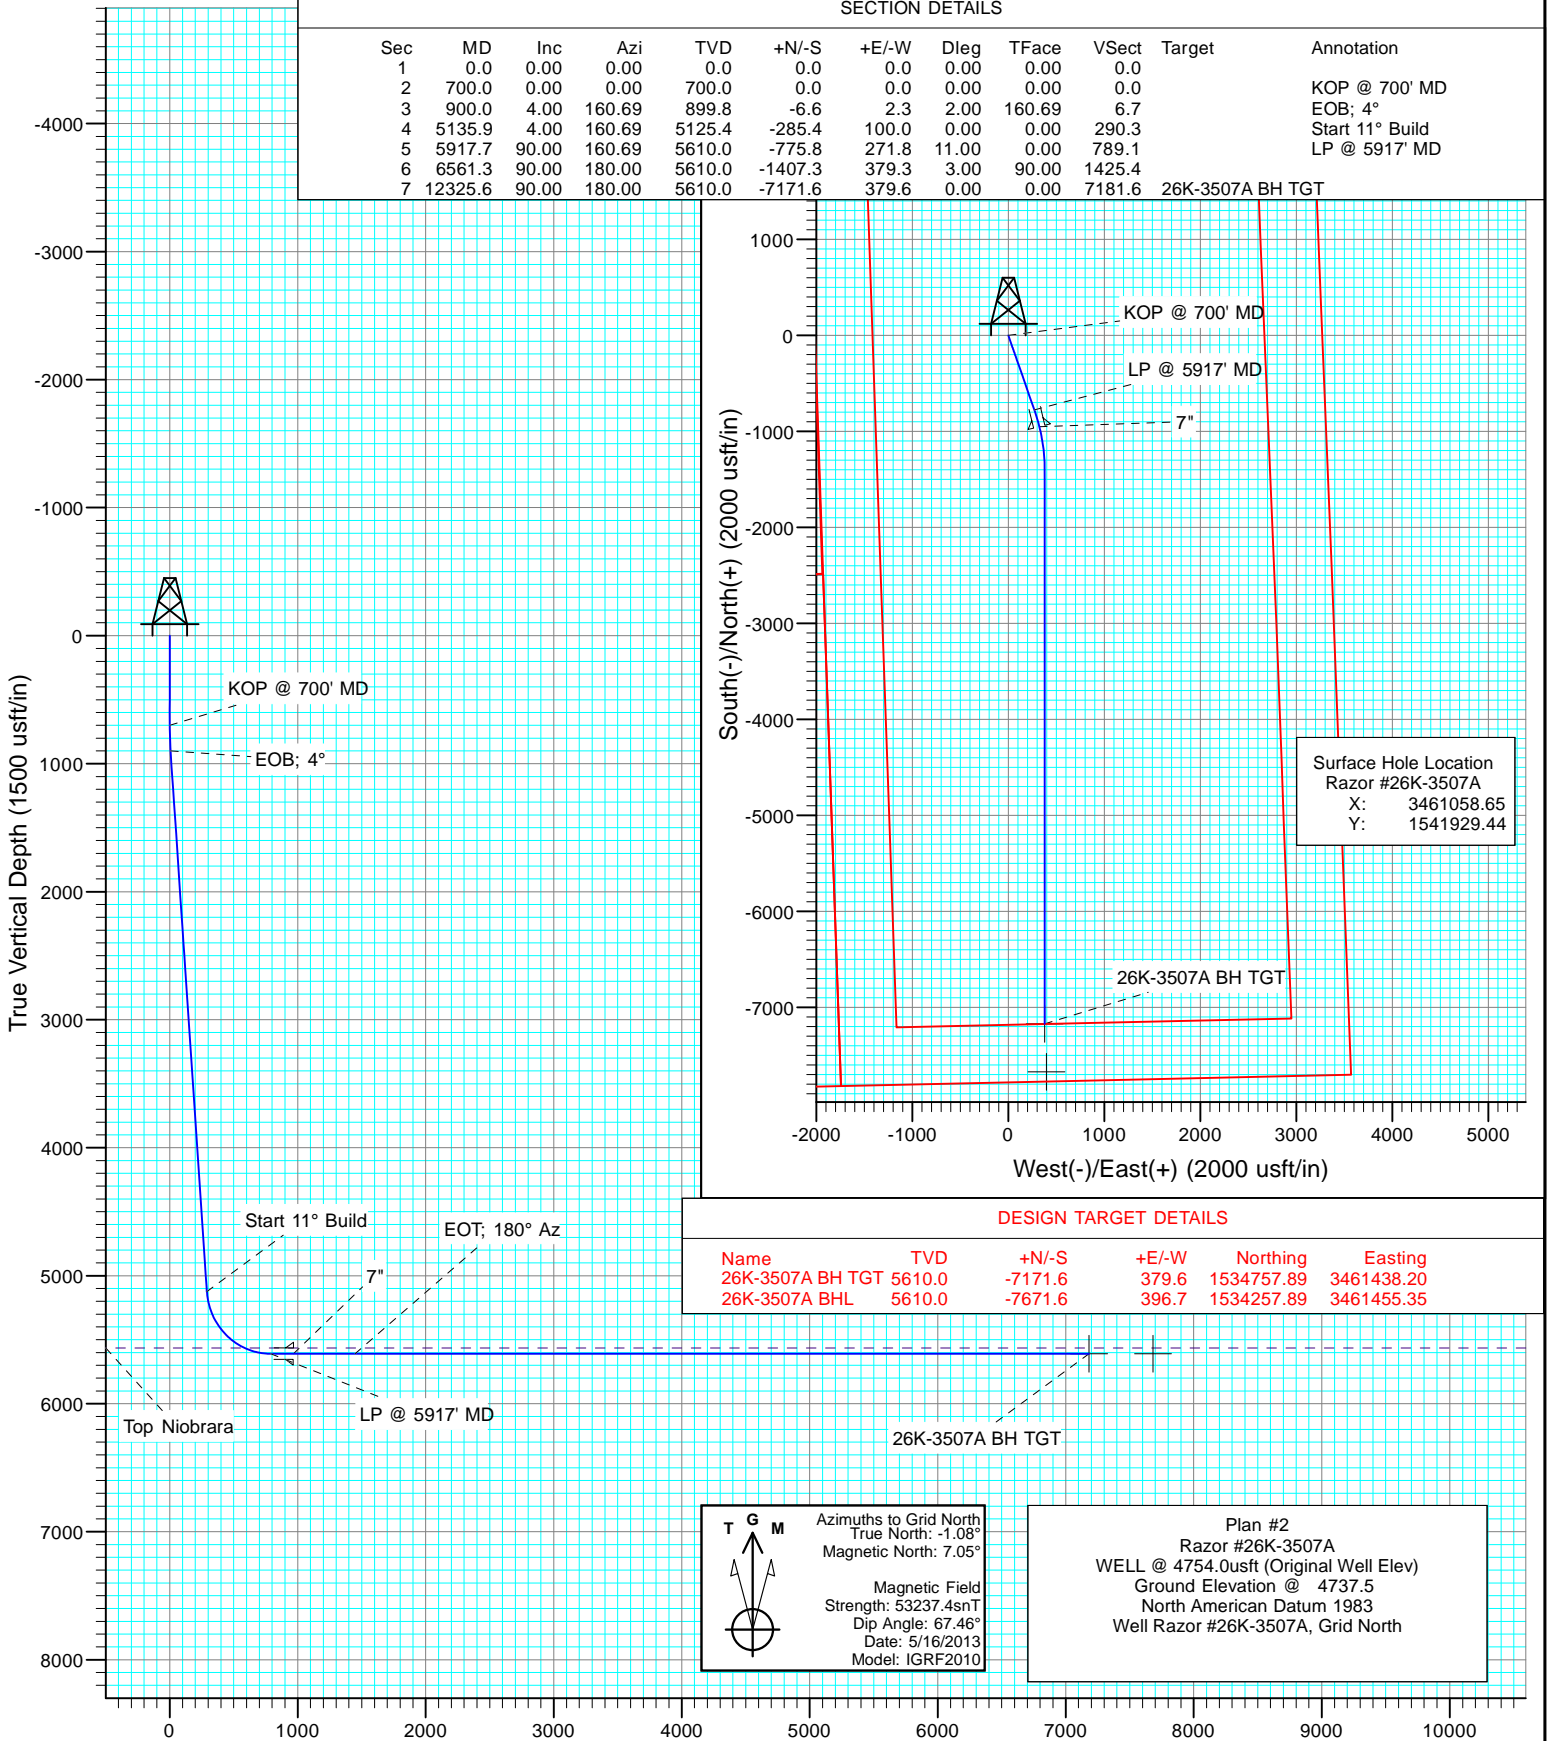 SECTION DETAILS
Sec MD Inc Azi TVD +N/-S +E/-W Dleg TFace VSect Target Annotation
1 0.0 0.00 0.00 0.0 0.0 0.0 0.00 0.00 0.0
2 700.0 0.00 0.00 700.0 0.0 0.0 0.00 0.00 0.0 KOP @ 700' MD
3 900.0 4.00 160.69 899.8 -6.6 2.3 2.00 160.69 6.7 EOB; 4°
4 5135.9 4.00 160.69 5125.4 -285.4 100.0 0.00 0.00 290.3 Start 11° Build
5 5917.7 90.00 160.69 5610.0 -775.8 271.8 11.00 0.00 789.1 LP @ 5917' MD
6 6561.3 90.00 180.00 5610.0 -1407.3 379.3 3.00 90.00 1425.4
7 12325.6 90.00 180.00 5610.0 -7171.6 379.6 0.00 0.00 7181.6 26K-3507A BH TGT
True Vertical Depth (1500 usft/in)
-4000
-3000
-2000
-1000
0
1000
2000
3000
4000
5000
6000
7000
8000
KOP @ 700' MD
EOB; 4°
Start 11° Build
EOT; 180° Az
7"
LP @ 5917' MD
Top Niobrara
26K-3507A BH TGT
0 1000 2000 3000 4000 5000 6000 7000 8000 9000 10000
South(-)/North(+) (2000 usft/in)
1000
0
-1000
-2000
-3000
-4000
-5000
-6000
-7000
KOP @ 700' MD
LP @ 5917' MD
7"
26K-3507A BH TGT
-2000 -1000 0 1000 2000 3000 4000 5000
West(-)/East(+) (2000 usft/in)
Surface Hole Location
Razor #26K-3507A
X: 3461058.65
Y: 1541929.44
DESIGN TARGET DETAILS
Name TVD +N/-S +E/-W Northing Easting
26K-3507A BH TGT 5610.0 -7171.6 379.6 1534757.89 3461438.20
26K-3507A BHL 5610.0 -7671.6 396.7 1534257.89 3461455.35
T G M
Azimuths to Grid North
True North: -1.08°
Magnetic North: 7.05°
Magnetic Field
Strength: 53237.4snT
Dip Angle: 67.46°
Date: 5/16/2013
Model: IGRF2010
Plan #2
Razor #26K-3507A
WELL @ 4754.0usft (Original Well Elev)
Ground Elevation @ 4737.5
North American Datum 1983
Well Razor #26K-3507A, Grid North